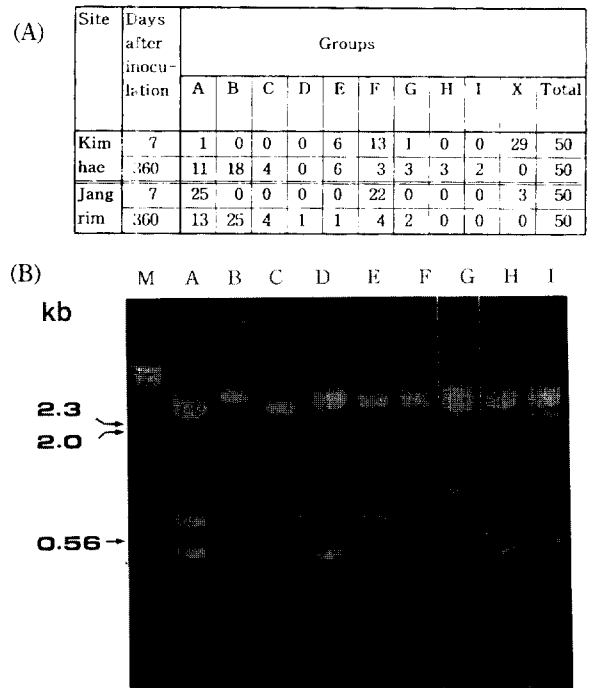 (A)
Site Days after inocu- lation Groups
A B C D E F G H I X Total
Kim 7 1 0 0 0 6 13 1 0 0 29 50
hae 360 11 18 4 0 6 3 3 3 2 0 50
Jang 7 25 0 0 0 0 22 0 0 0 3 50
rim 360 13 25 4 1 1 4 2 0 0 0 50
(B) M A B C D E F G H I
kb
2.3
2.0
0.56